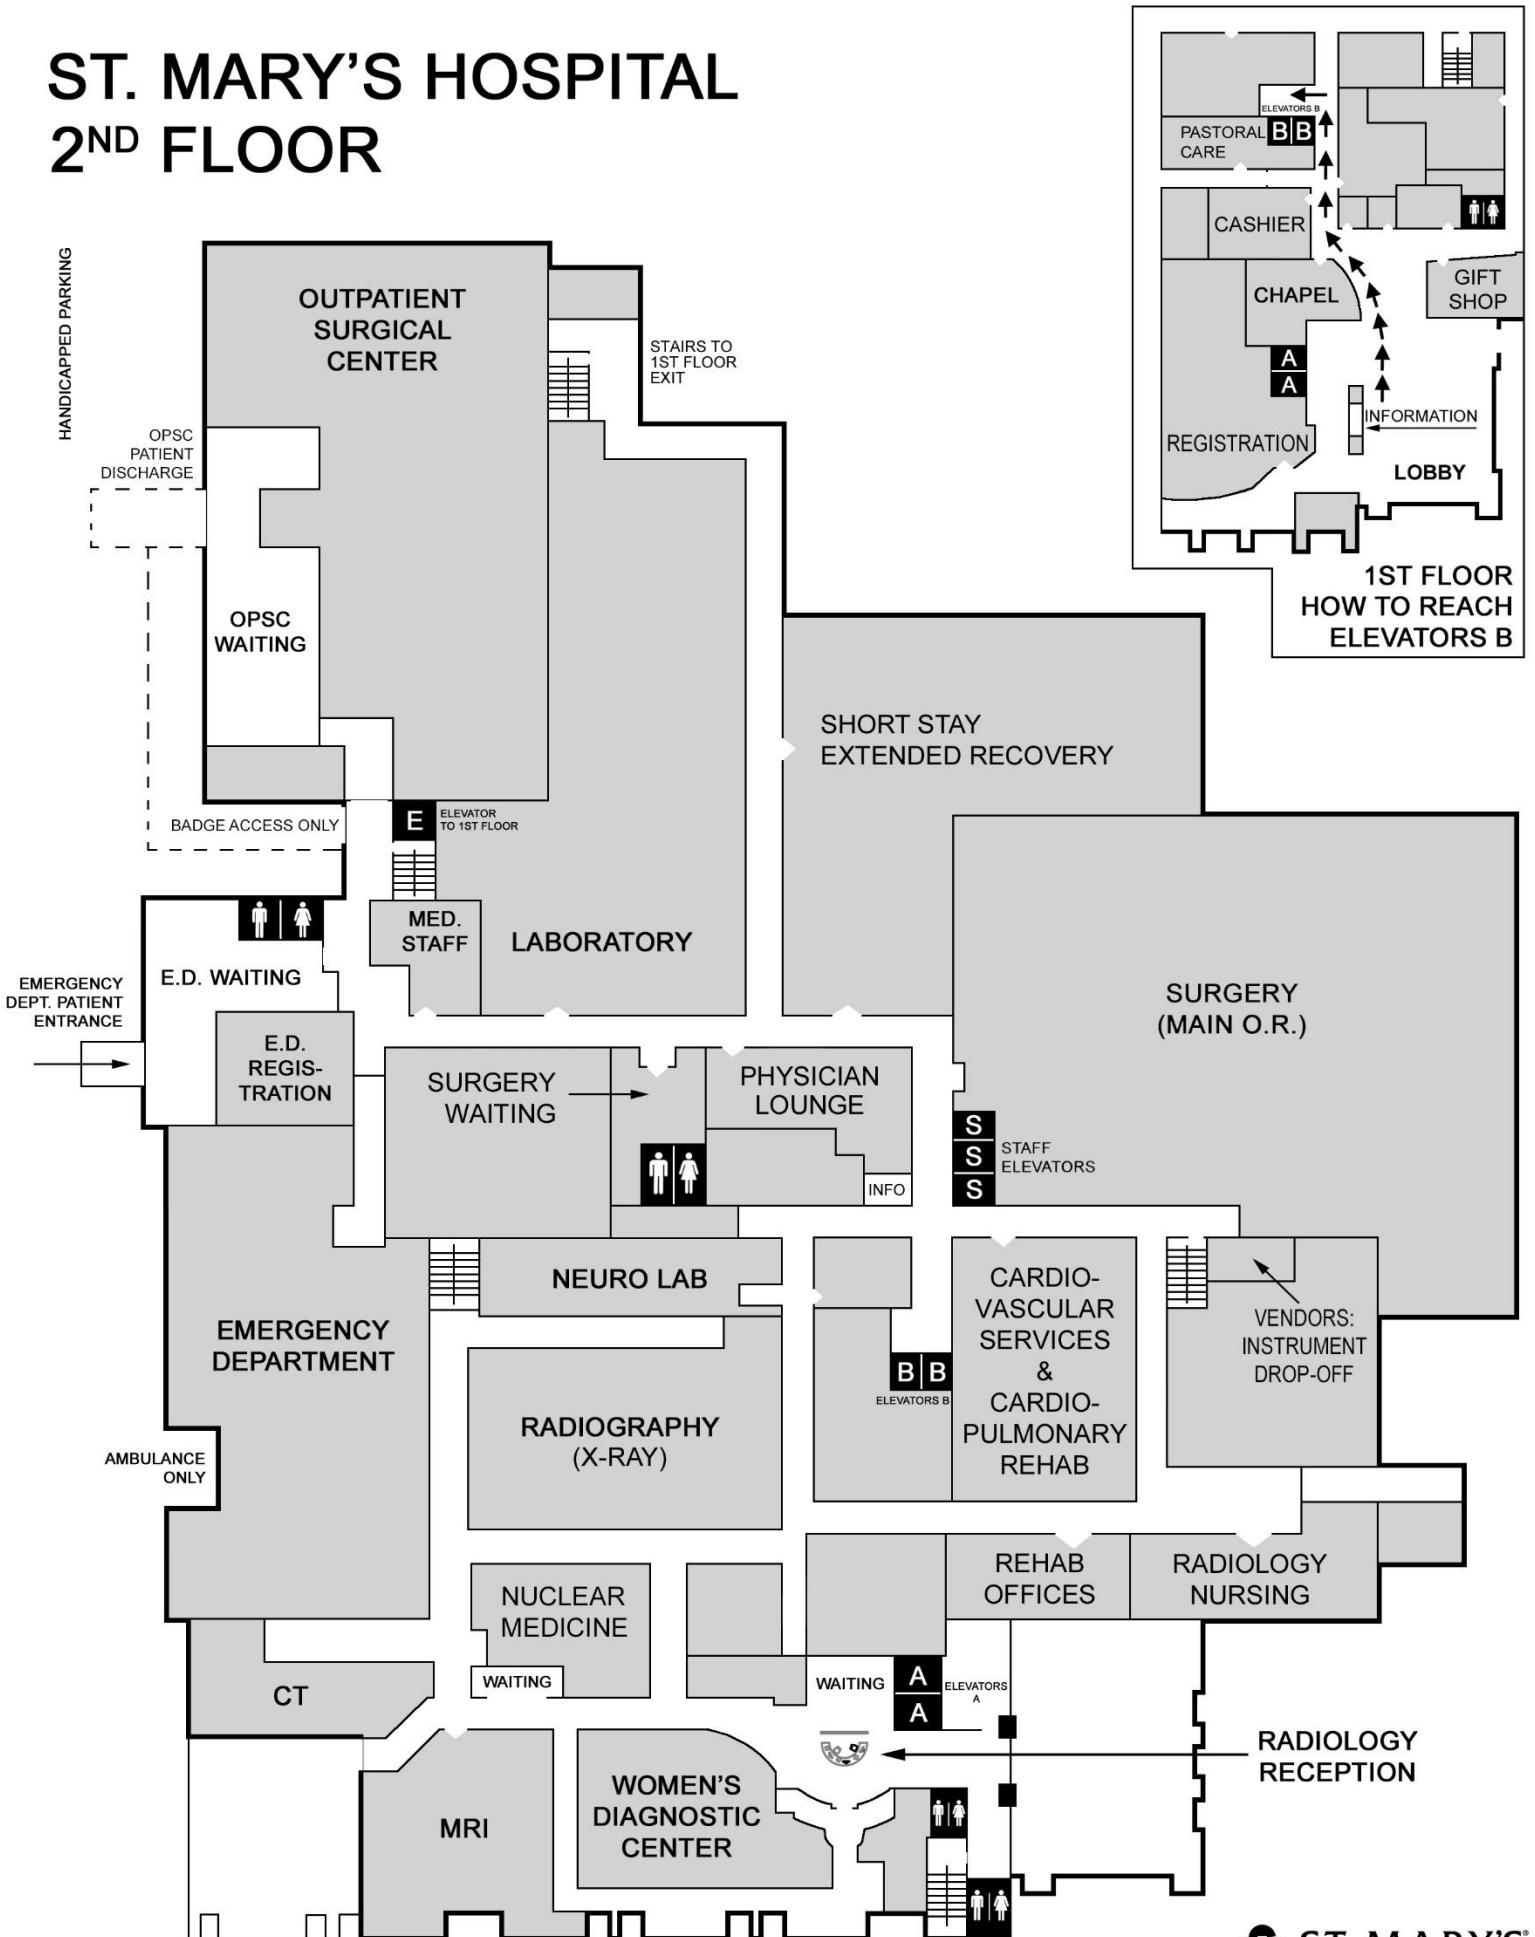 ST. MARY'S HOSPITAL
2ND FLOOR
ELEVATORS B
PASTORAL
CARE
B B
CASHIER
CHAPEL
GIFT
SHOP
A
A
INFORMATION
REGISTRATION
LOBBY
1ST FLOOR
HOW TO REACH
ELEVATORS B
HANDICAPPED PARKING
OUTPATIENT
SURGICAL
CENTER
STAIRS TO
1ST FLOOR
EXIT
OPSC
PATIENT
DISCHARGE
OPSC
WAITING
SHORT STAY
EXTENDED RECOVERY
BADGE ACCESS ONLY
E
ELEVATOR
TO 1ST FLOOR
MED.
STAFF
LABORATORY
E.D. WAITING
EMERGENCY
DEPT. PATIENT
ENTRANCE
E.D.
REGIS-
TRATION
SURGERY
(MAIN O.R.)
SURGERY
WAITING
PHYSICIAN
LOUNGE
INFO
S
S
S
STAFF
ELEVATORS
NEURO LAB
EMERGENCY
DEPARTMENT
CARDIO-
VASCULAR
SERVICES
&
CARDIO-
PULMONARY
REHAB
VENDORS:
INSTRUMENT
DROP-OFF
B B
ELEVATORS B
RADIOGRAPHY
(X-RAY)
AMBULANCE
ONLY
NUCLEAR
MEDICINE
WAITING
REHAB
OFFICES
RADIOLOGY
NURSING
CT
WAITING
A
A
ELEVATORS
A
RADIOLOGY
RECEPTION
MRI
WOMEN'S
DIAGNOSTIC
CENTER
ST. MARY'S